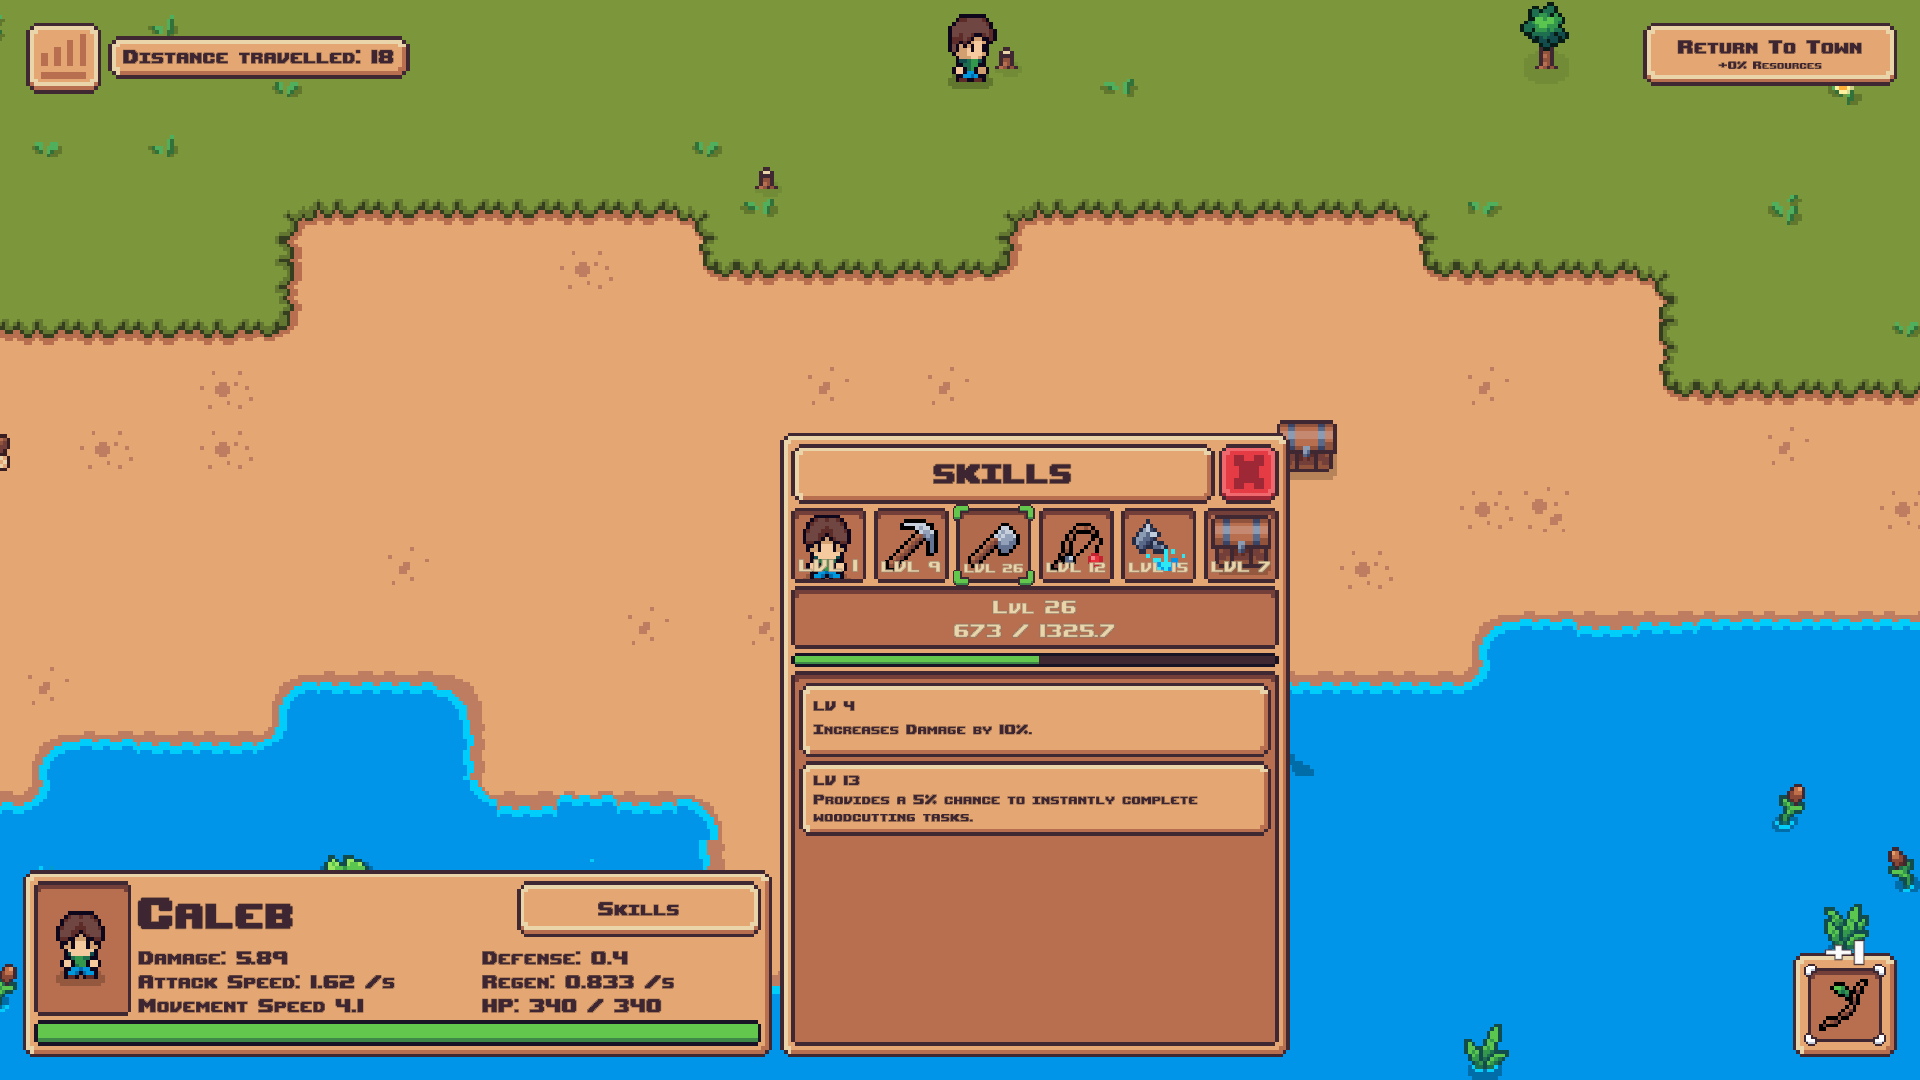 Distance travelled: 18
Return To Town
+0% Resources
SKILLS
LVL 1
LVL 9
LVL 26
LVL 12
LVL 15
LVL 7
Lvl 26
673 / 1325.7
Lv 4
Increases Damage by 10%.
Lv 13
Provides a 5% chance to instantly complete
woodcutting tasks.
Caleb
Skills
Damage: 5.89
Defense: 0.4
Attack Speed: 1.62 /s
Regen: 0.833 /s
Movement Speed 4.1
HP: 340 / 340
+1